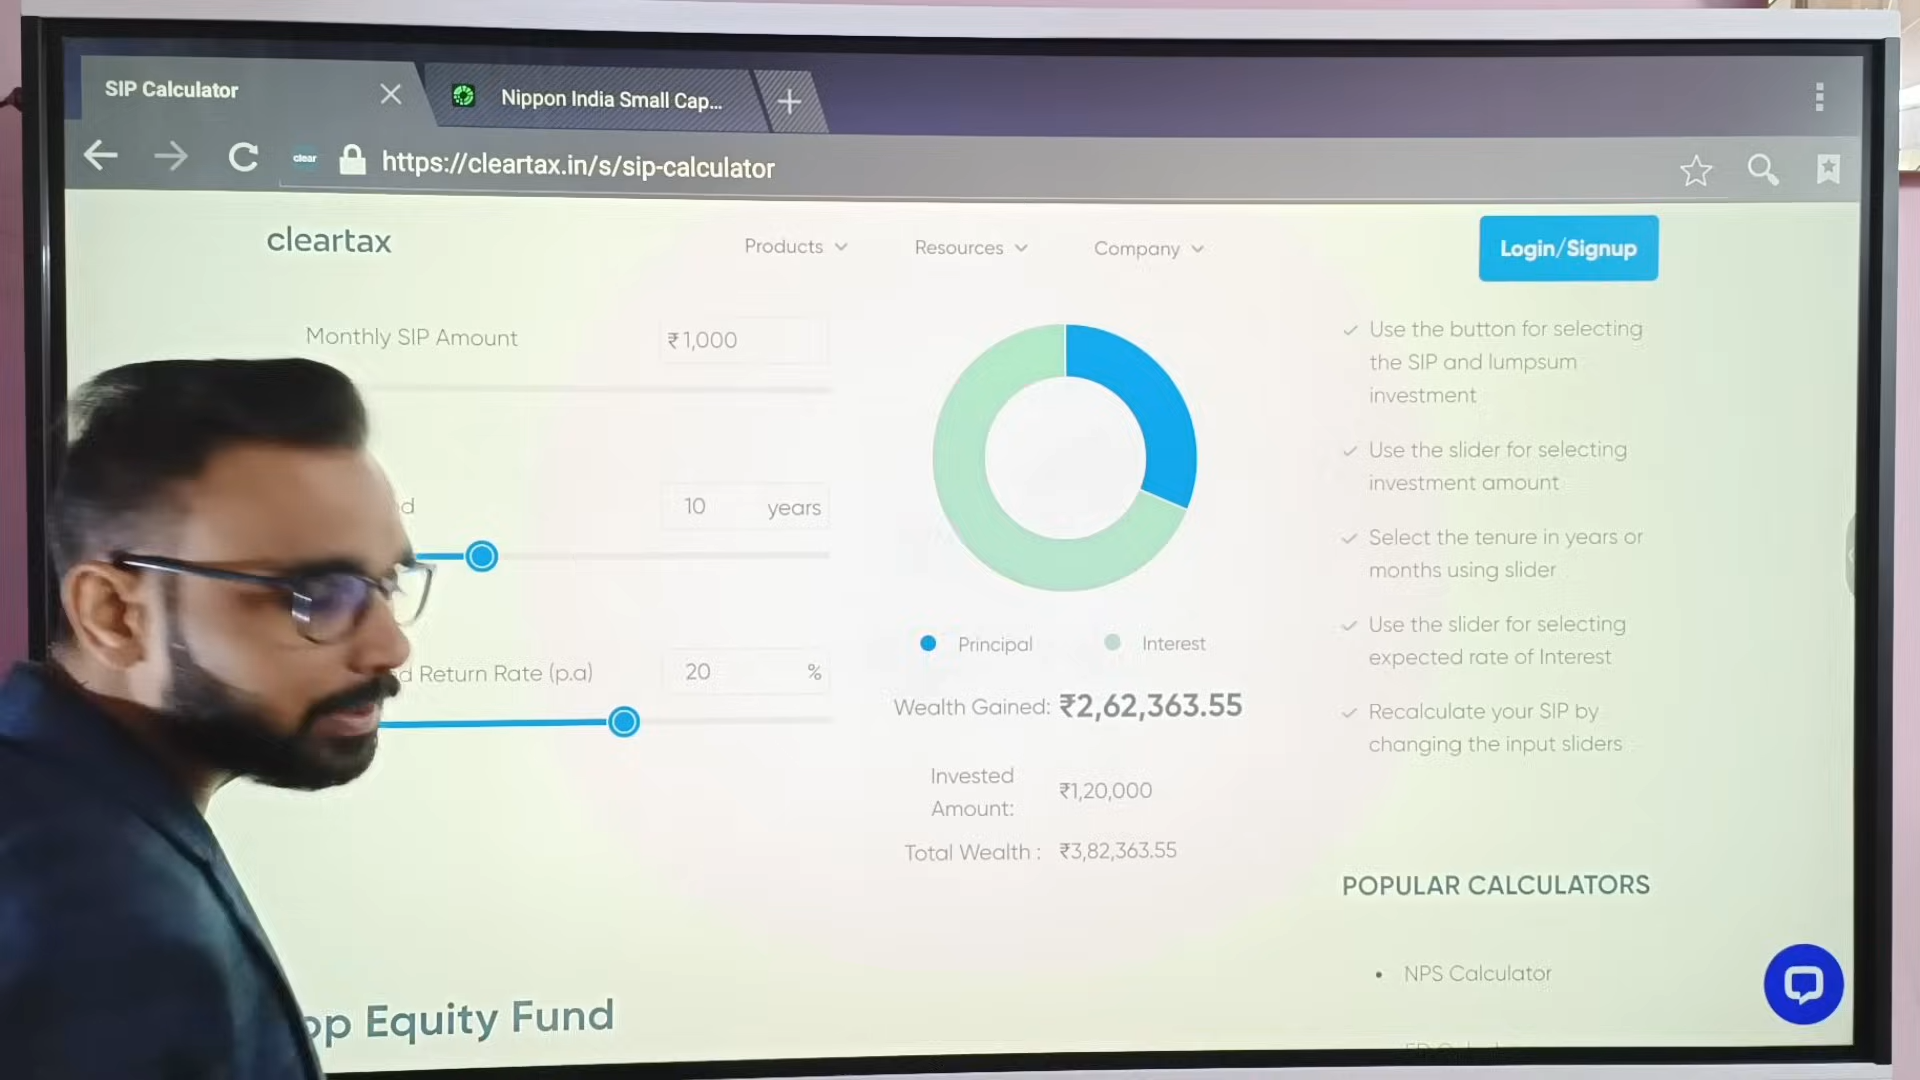 SIP Calculator
Nippon India Small Cap...
clear
https://cleartax.in/s/sip-calculator
cleartax
Products
Resources
Company
Login/Signup
Monthly SIP Amount
₹1,000
10 years
Return Rate (p.a)
20 %
Principal
Interest
Wealth Gained: ₹2,62,363.55
Invested
Amount:
₹1,20,000
Total Wealth : ₹3,82,363.55
Use the button for selecting
the SIP and lumpsum
investment
Use the slider for selecting
investment amount
Select the tenure in years or
months using slider
Use the slider for selecting
expected rate of Interest
Recalculate your SIP by
changing the input sliders
POPULAR CALCULATORS
• NPS Calculator
Equity Fund